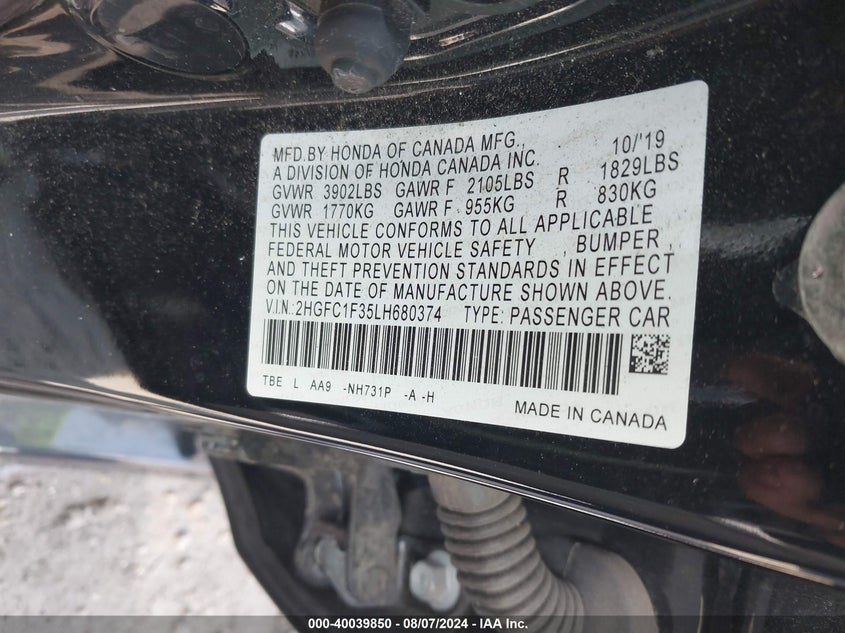 MFD.BY HONDA OF CANADA MFG., 10/'19
A DIVISION OF HONDA CANADA INC.
GVWR 3902LBS GAWR F 2105LBS R 1829LBS
GVWR 1770KG GAWR F 955KG R 830KG
THIS VEHICLE CONFORMS TO ALL APPLICABLE
FEDERAL MOTOR VEHICLE SAFETY , BUMPER ,
AND THEFT PREVENTION STANDARDS IN EFFECT
ON THE DATE OF MANUFACTURE SHOWN ABOVE.
V.I.N.: 2HGFC1F35LH680374 TYPE: PASSENGER CAR
TBE L AA9 -NH731P -A -H
MADE IN CANADA
000-40039850 - 08/07/2024 - IAA Inc.